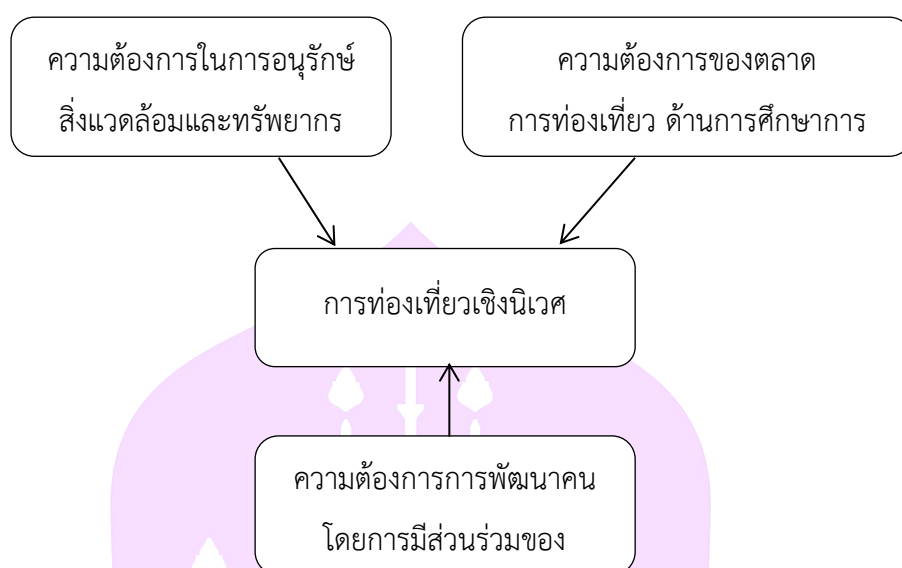 ความต้องการในการอนุรักษ์
สิ่งแวดล้อมและทรัพยากร
ความต้องการของตลาด
การท่องเที่ยว ด้านการศึกษาการ
การท่องเที่ยวเชิงนิเวศ
ความต้องการการพัฒนาคน
โดยการมีส่วนร่วมของ